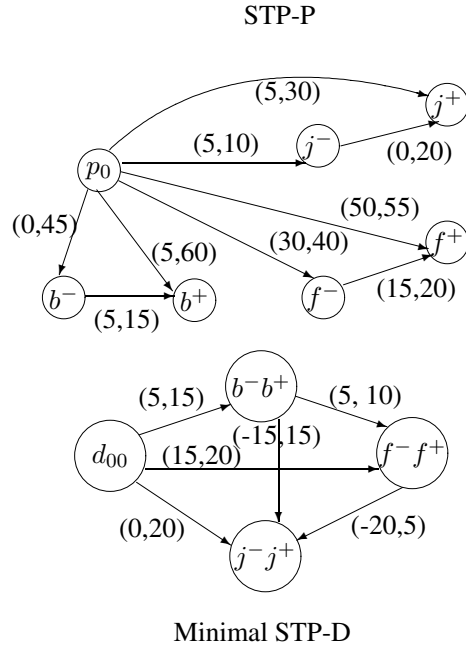 STP-P
(5,30)
j⁺
(5,10)
j⁻
(0,20)
p₀
(50,55)
(0,45)
(5,60)
(30,40)
f⁺
b⁻
(5,15)
b⁺
f⁻
(15,20)
b⁻b⁺
(5,15)
(5, 10)
(-15,15)
d₀₀
(15,20)
f⁻f⁺
(0,20)
(-20,5)
j⁻j⁺
Minimal STP-D